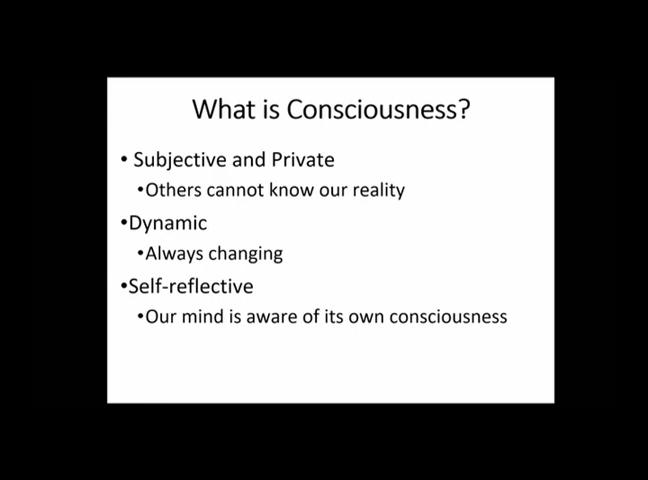 What is Consciousness?
• Subjective and Private
•Others cannot know our reality
•Dynamic
•Always changing
•Self-reflective
•Our mind is aware of its own consciousness